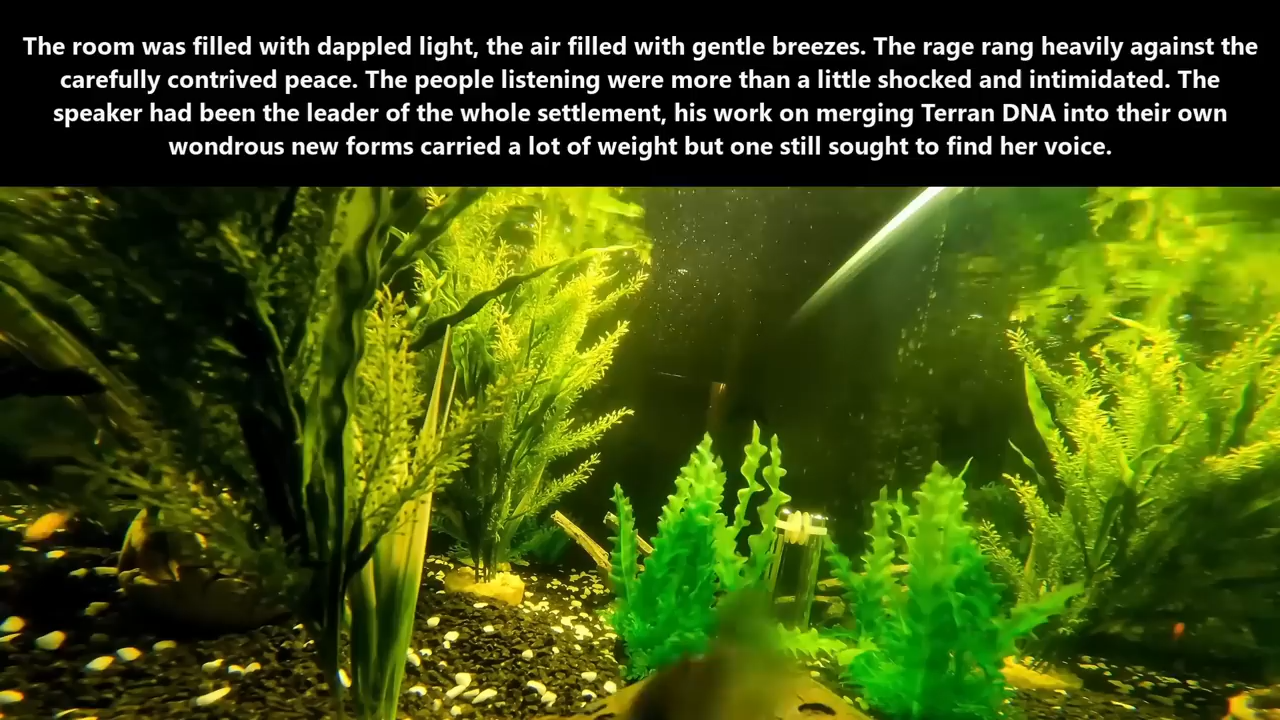 The room was filled with dappled light, the air filled with gentle breezes. The rage rang heavily against the
carefully contrived peace. The people listening were more than a little shocked and intimidated. The
speaker had been the leader of the whole settlement, his work on merging Terran DNA into their own
wondrous new forms carried a lot of weight but one still sought to find her voice.